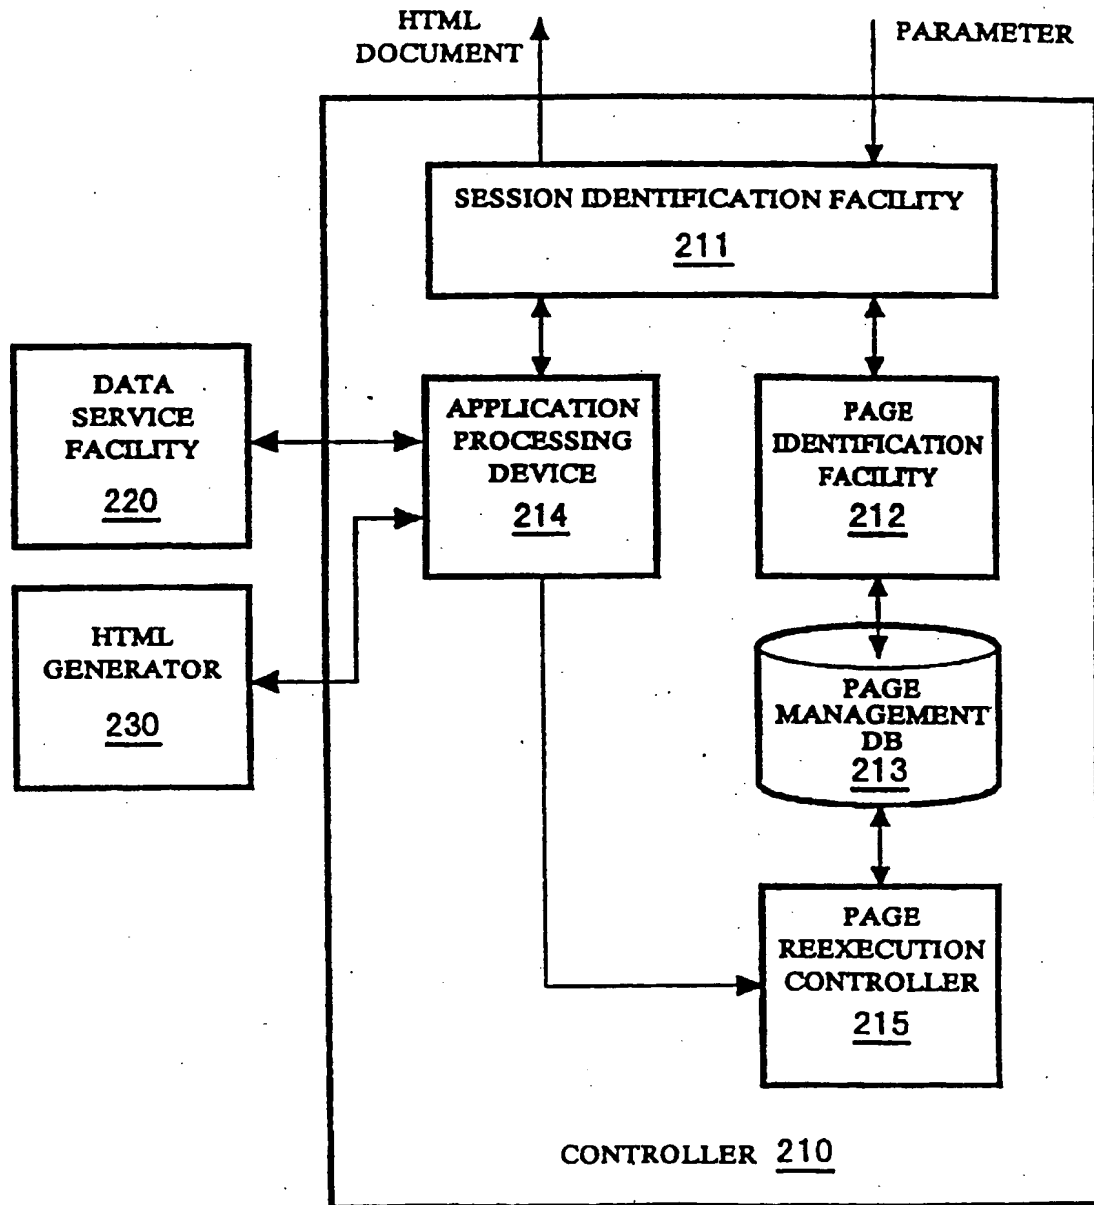 HTML
DOCUMENT
PARAMETER
SESSION IDENTIFICATION FACILITY
211
DATA
SERVICE
FACILITY
220
APPLICATION
PROCESSING
DEVICE
214
PAGE
IDENTIFICATION
FACILITY
212
HTML
GENERATOR
230
PAGE
MANAGEMENT
DB
213
PAGE
REEXECUTION
CONTROLLER
215
CONTROLLER 210